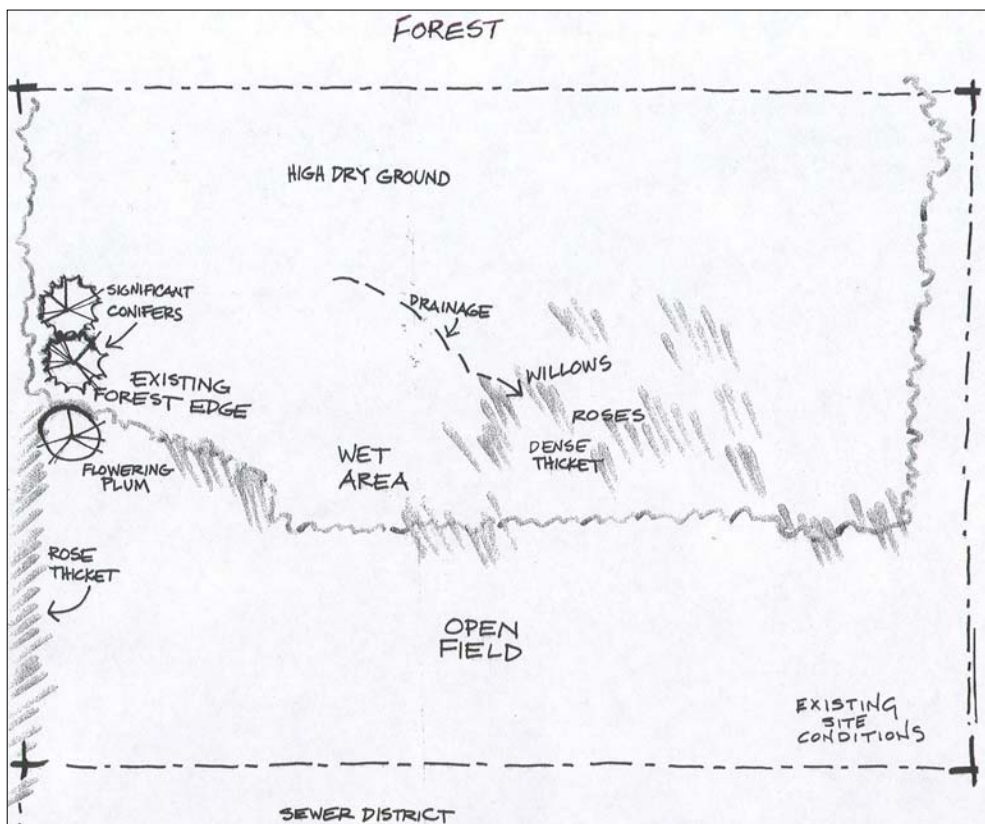 FOREST
HIGH DRY GROUND
SIGNIFICANT
CONIFERS
DRAINAGE
EXISTING
FOREST EDGE
WILLOWS
ROSES
DENSE
THICKET
WET
AREA
FLOWERING
PLUM
ROSE
THICKET
OPEN
FIELD
EXISTING
SITE
CONDITIONS
SEWER DISTRICT